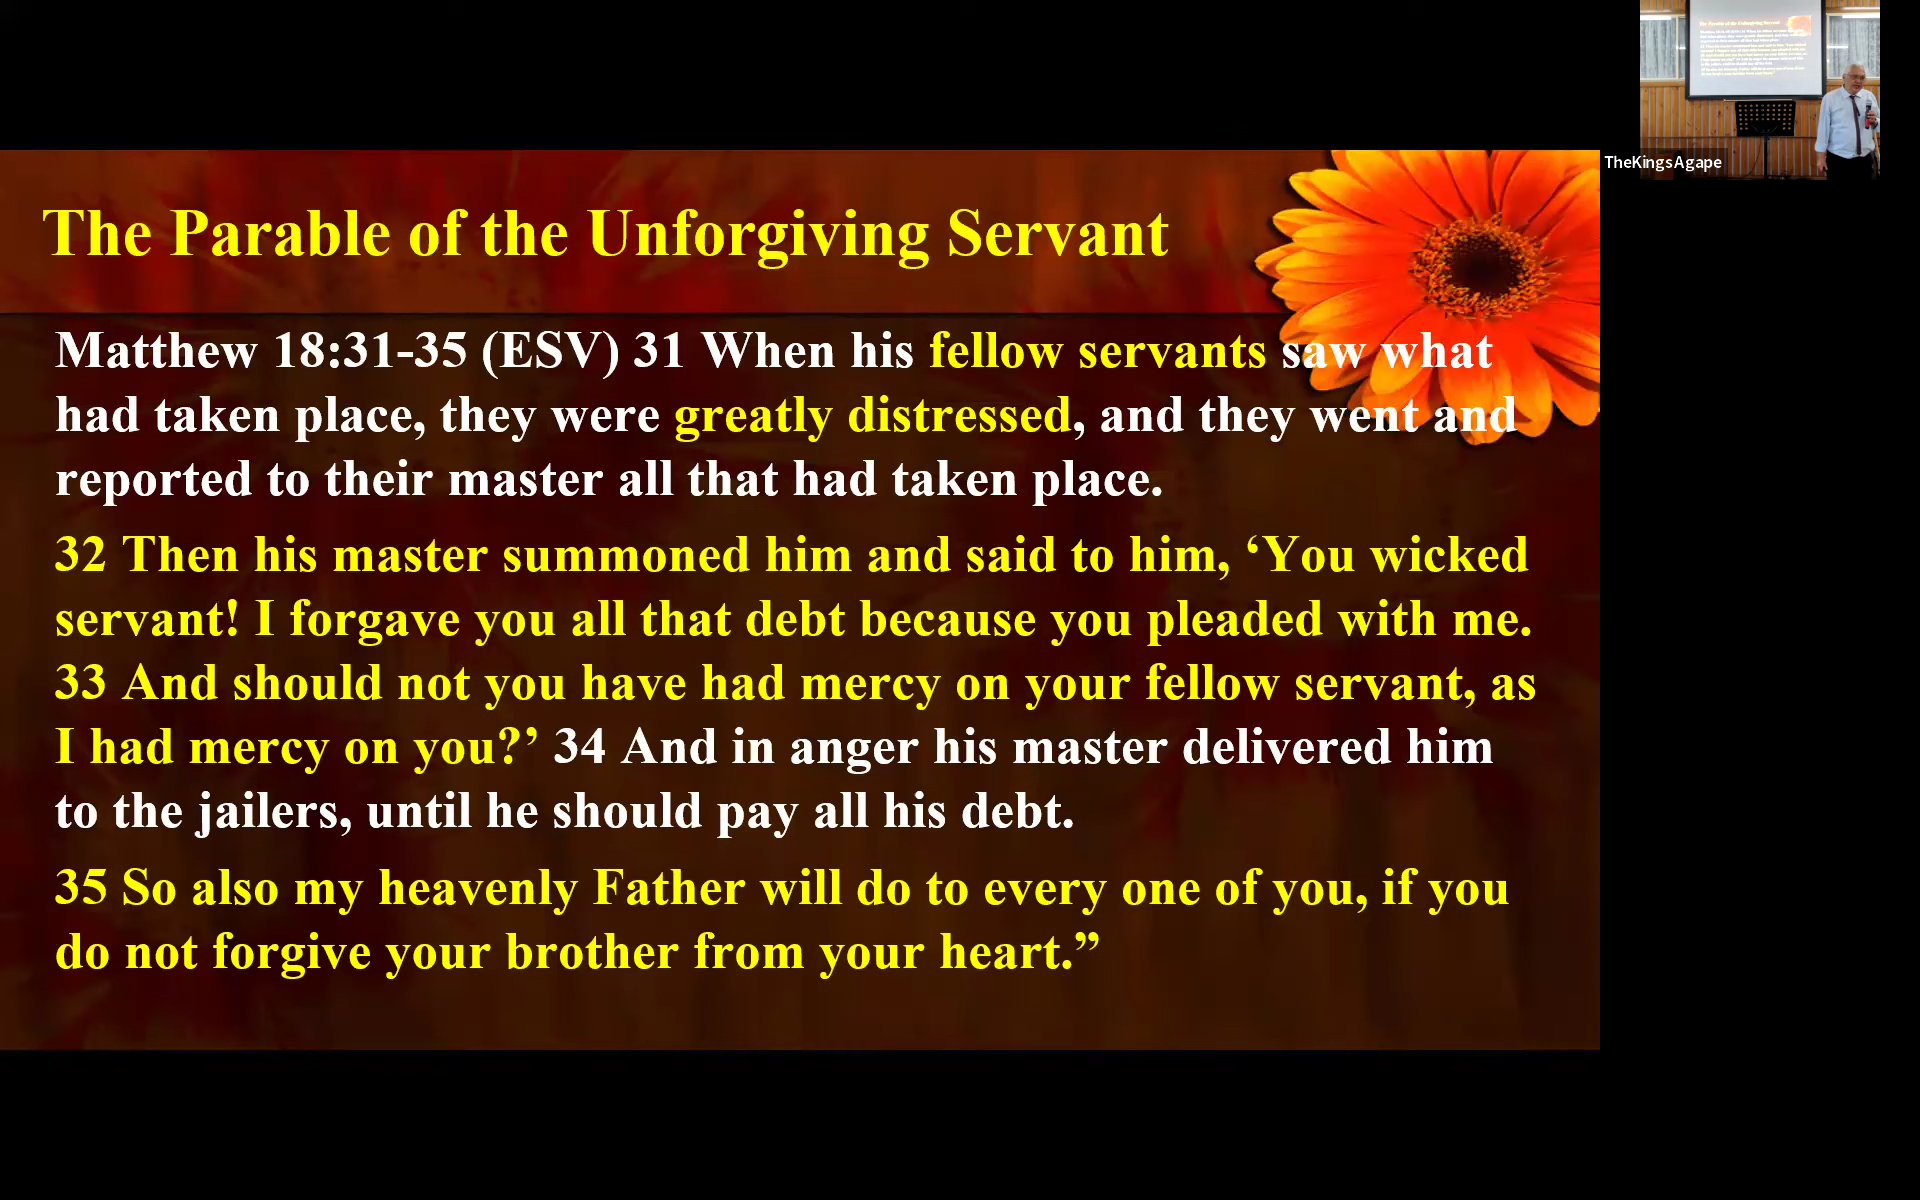 The Parable of the Unforgiving Servant
Matthew 18:31-35 (ESV) 31 When his fellow servants saw what
had taken place, they were greatly distressed, and they went and
reported to their master all that had taken place.
32 Then his master summoned him and said to him, ‘You wicked
servant! I forgave you all that debt because you pleaded with me.
33 And should not you have had mercy on your fellow servant, as
I had mercy on you?’ 34 And in anger his master delivered him
to the jailers, until he should pay all his debt.
35 So also my heavenly Father will do to every one of you, if you
do not forgive your brother from your heart.”
TheKingsAgape